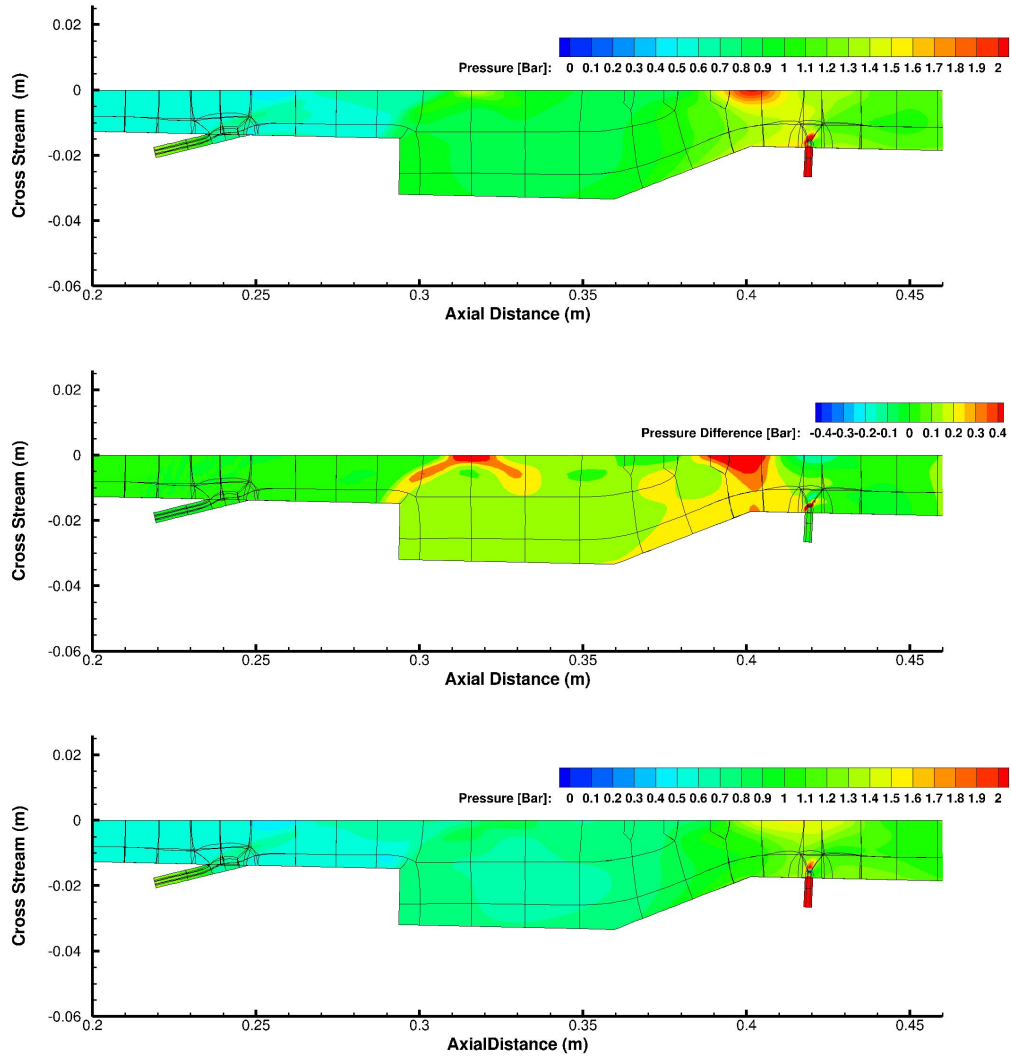 0.02
Pressure [Bar]: 0 0.1 0.2 0.3 0.4 0.5 0.6 0.7 0.8 0.9 1 1.1 1.2 1.3 1.4 1.5 1.6 1.7 1.8 1.9 2
0
-0.02
-0.04
-0.06
Cross Stream (m)
0.2 0.25 0.3 0.35 0.4 0.45
Axial Distance (m)
0.02
Pressure Difference [Bar]: -0.4 -0.3 -0.2 -0.1 0 0.1 0.2 0.3 0.4
0
-0.02
-0.04
-0.06
Cross Stream (m)
0.2 0.25 0.3 0.35 0.4 0.45
Axial Distance (m)
0.02
Pressure [Bar]: 0 0.1 0.2 0.3 0.4 0.5 0.6 0.7 0.8 0.9 1 1.1 1.2 1.3 1.4 1.5 1.6 1.7 1.8 1.9 2
0
-0.02
-0.04
-0.06
Cross Stream (m)
0.2 0.25 0.3 0.35 0.4 0.45
AxialDistance (m)